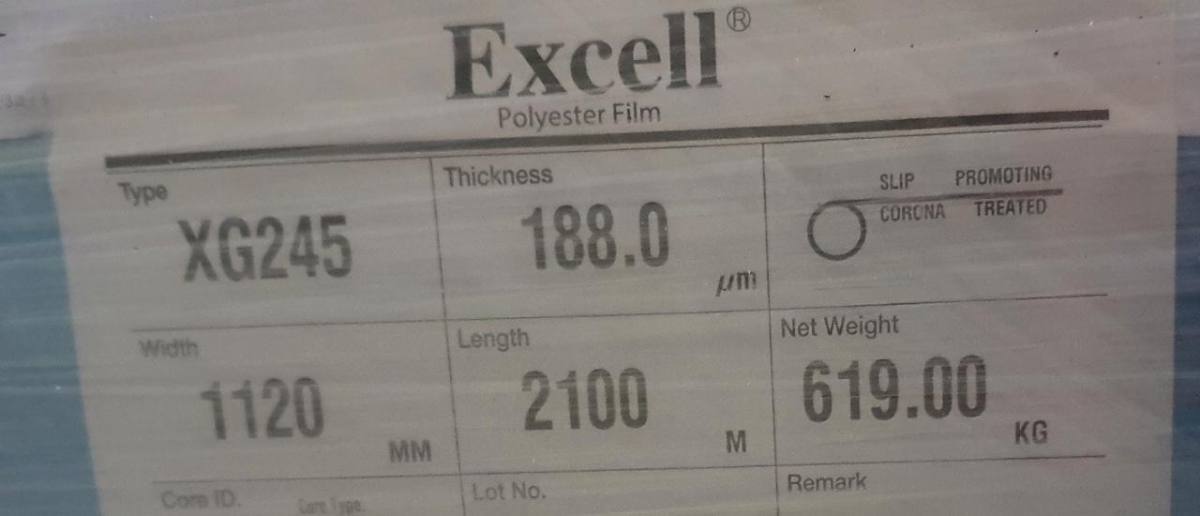 Excell®
Polyester Film
Type
XG245
Thickness
188.0
μm
SLIP PROMOTING
CORONA TREATED
Width
1120
MM
Length
2100
M
Net Weight
619.00
KG
Core ID.
Core Type.
Lot No.
Remark